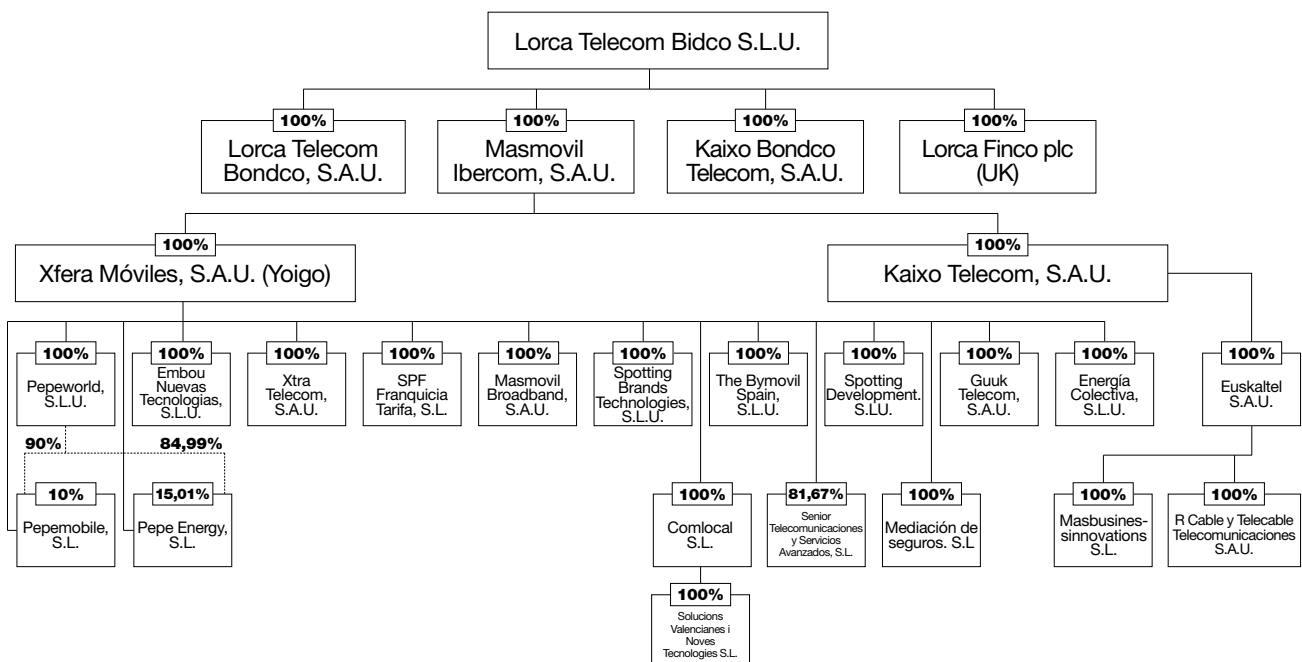 Lorca Telecom Bidco S.L.U.
100%
Lorca Telecom
Bondco, S.A.U.
100%
Masmovil
Ibercom, S.A.U.
100%
Kaixo Bondco
Telecom, S.A.U.
100%
Lorca Finco plc
(UK)
100%
Xfera Móviles, S.A.U. (Yoigo)
100%
Kaixo Telecom, S.A.U.
100%
Pepeworld,
S.L.U.
100%
Embou
Nuevas
Tecnologias,
S.L.U.
100%
Xtra
Telecom,
S.A.U.
100%
SPF
Franquicia
Tarifa, S.L.
100%
Masmovil
Broadband,
S.A.U.
100%
Spotting
Brands
Technologies,
S.L.U.
100%
The Bymovil
Spain,
S.L.U.
100%
Spotting
Development.
SLU
100%
Guuk
Telecom,
S.A.U.
100%
Energía
Colectiva,
S.L.U.
100%
Euskaltel
S.A.U.
90%
84,99%
10%
Pepemobile,
S.L.
15,01%
Pepe Energy,
S.L.
100%
Comlocal
S.L.
81,67%
Senior
Telecomunicaciones
y Servicios
Avanzados, S.L.
100%
Mediación de
seguros. S.L
100%
Masbusines-
sinnovations
S.L.
100%
R Cable y Telecable
Telecomunicaciones
S.A.U.
100%
Solucions
Valencianes i
Noves
Tecnologies S.L.